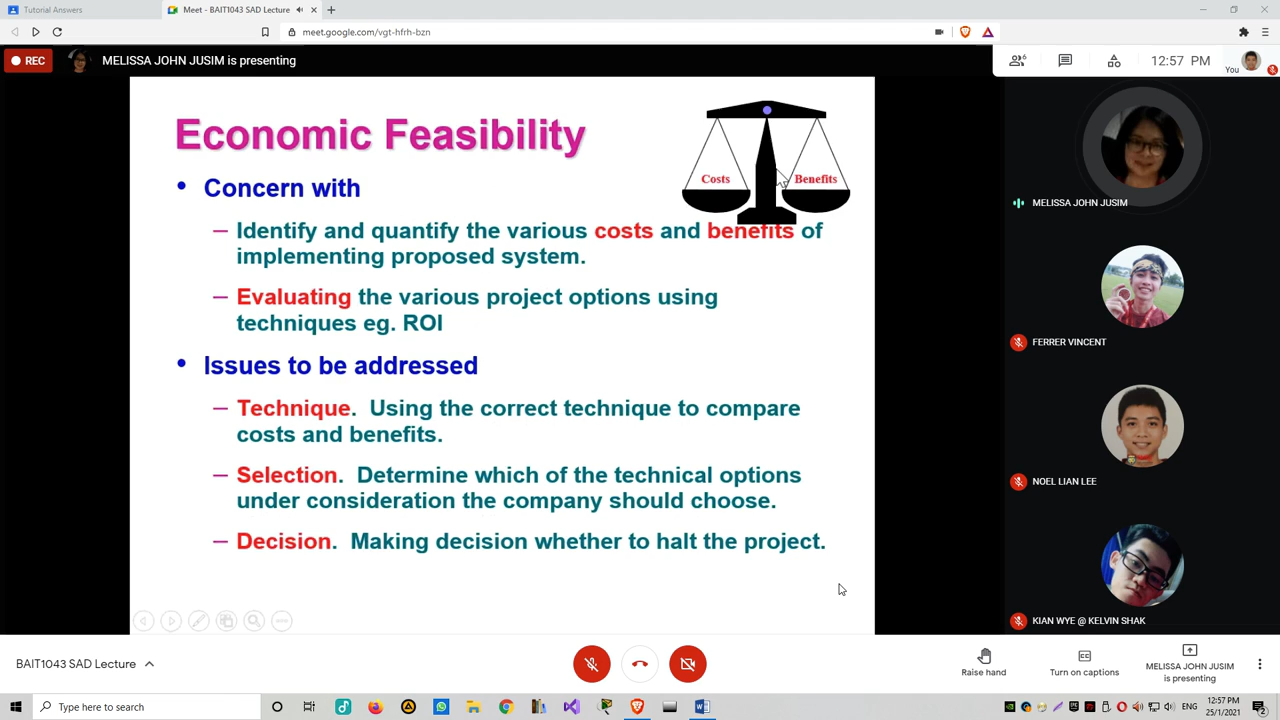 Tutorial Answers
Meet - BAIT1043 SAD Lecture
meet.google.com/vgt-hfrh-bzn
REC
MELISSA JOHN JUSIM is presenting
6
12:57 PM
You
Economic Feasibility
Costs
Benefits
• Concern with
– Identify and quantify the various costs and benefits of
implementing proposed system.
– Evaluating the various project options using
techniques eg. ROI
• Issues to be addressed
– Technique. Using the correct technique to compare
costs and benefits.
– Selection. Determine which of the technical options
under consideration the company should choose.
– Decision. Making decision whether to halt the project.
MELISSA JOHN JUSIM
FERRER VINCENT
NOEL LIAN LEE
KIAN WYE @ KELVIN SHAK
BAIT1043 SAD Lecture
Raise hand
CC
Turn on captions
MELISSA JOHN JUSIM
is presenting
Type here to search
ENG
12:57 PM
25/1/2021
2